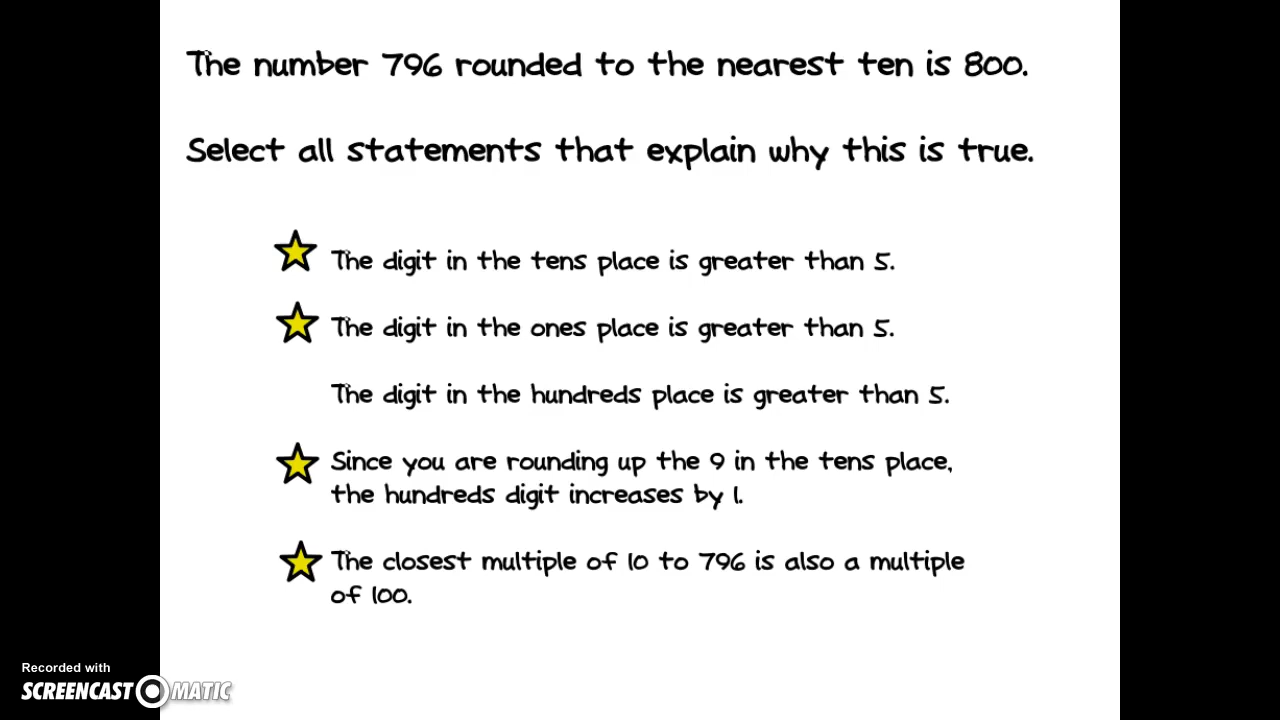 The number 796 rounded to the nearest ten is 800.
Select all statements that explain why this is true.
The digit in the tens place is greater than 5.
The digit in the ones place is greater than 5.
The digit in the hundreds place is greater than 5.
Since you are rounding up the 9 in the tens place,
the hundreds digit increases by 1.
The closest multiple of 10 to 796 is also a multiple
of 100.
Recorded with
SCREENCAST MATIC